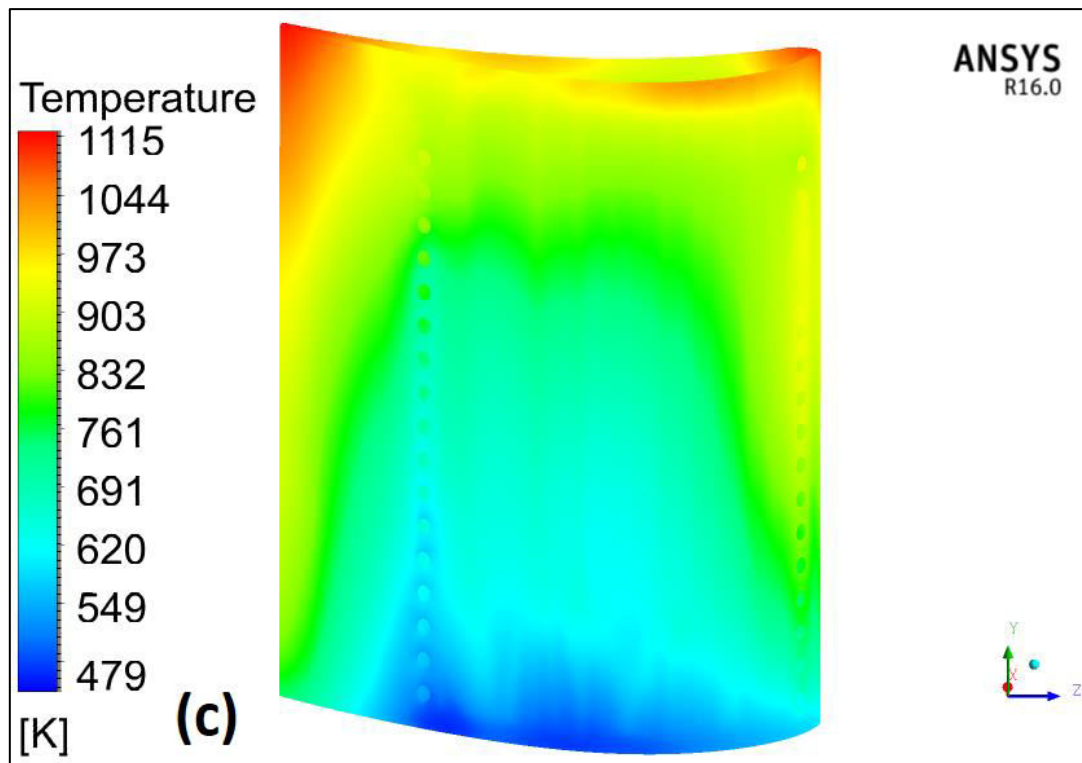 ANSYS
R16.0
Temperature
1115
1044
973
903
832
761
691
620
549
479
[K]
(c)
Y
X
Z